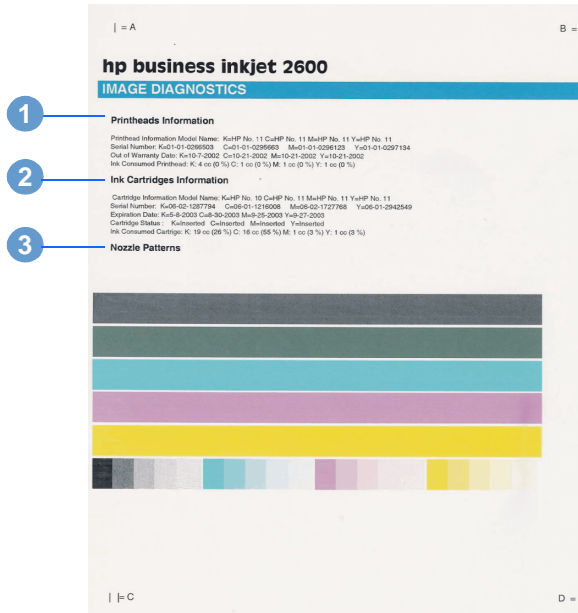 | = A
B =
hp business inkjet 2600
IMAGE DIAGNOSTICS
1
Printheads Information
Printhead Information Model Name: K=HP No. 11 C=HP No. 11 M=HP No. 11 Y=HP No. 11
Serial Number: K=01-01-0266503 C=01-01-0295663 M=01-01-0296123 Y=01-01-0297134
Out of Warranty Date: K=10-7-2002 C=10-21-2002 M=10-21-2002 Y=10-21-2002
Ink Consumed Printhead: K: 4 cc (0 %) C: 1 cc (0 %) M: 1 cc (0 %) Y: 1 cc (0 %)
2
Ink Cartridges Information
Cartridge Information Model Name: K=HP No. 10 C=HP No. 11 M=HP No. 11 Y=HP No. 11
Serial Number: K=06-02-1287794 C=06-01-1216008 M=06-02-1727768 Y=06-01-2942549
Expiration Date: K=5-8-2003 C=8-30-2003 M=9-25-2003 Y=9-27-2003
Cartridge Status : K=Inserted C=Inserted M=Inserted Y=Inserted
Ink Consumed Cartrige: K: 19 cc (26 %) C: 16 cc (55 %) M: 1 cc (3 %) Y: 1 cc (3 %)
3
Nozzle Patterns
| |= C
D =